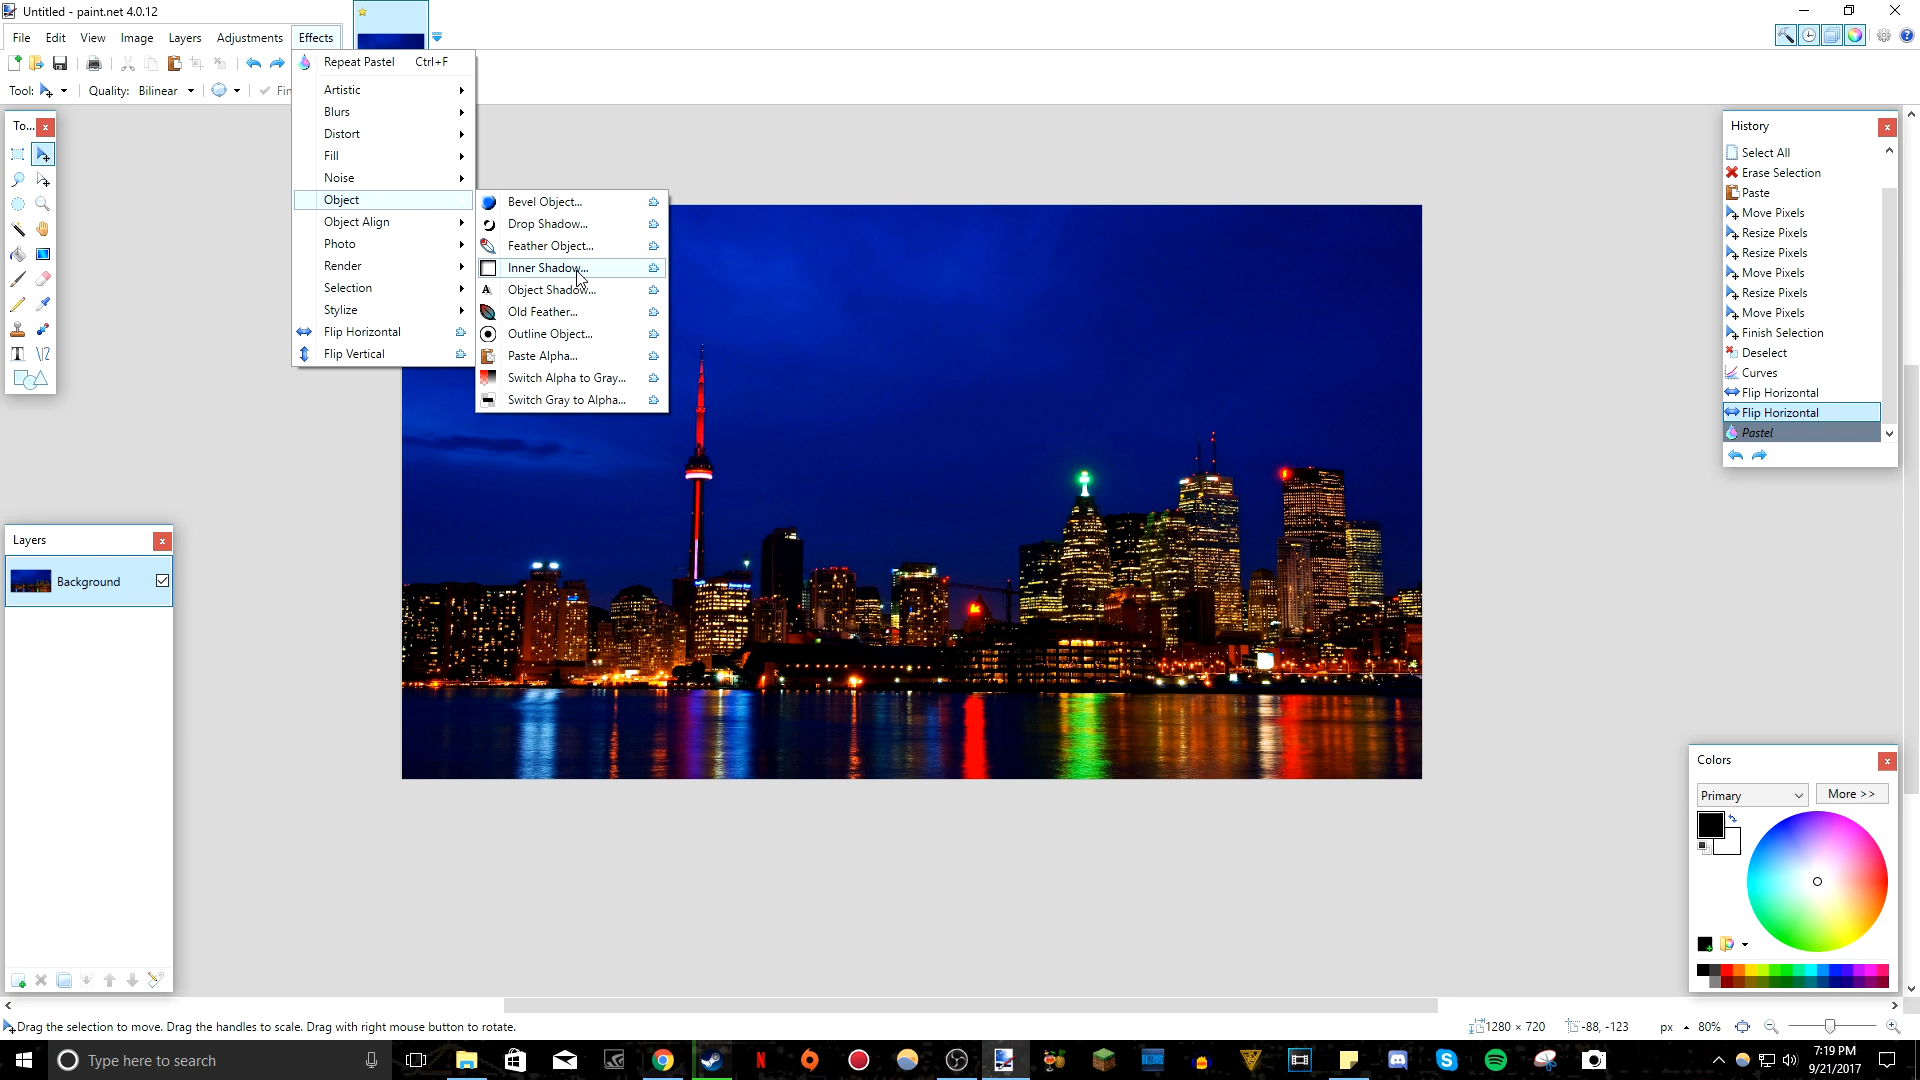 Untitled - paint.net 4.0.12
File Edit View Image Layers Adjustments Effects
Tool: Quality: Bilinear Fin
Repeat Pastel Ctrl+F
Artistic
Blurs
Distort
Fill
Noise
Object
Object Align
Photo
Render
Selection
Stylize
Flip Horizontal
Flip Vertical
Bevel Object...
Drop Shadow...
Feather Object...
Inner Shadow...
Object Shadow...
Old Feather...
Outline Object...
Paste Alpha...
Switch Alpha to Gray...
Switch Gray to Alpha...
To...
History
Select All
Erase Selection
Paste
Move Pixels
Resize Pixels
Resize Pixels
Move Pixels
Resize Pixels
Move Pixels
Finish Selection
Deselect
Curves
Flip Horizontal
Flip Horizontal
Pastel
Layers
Background
Colors
Primary More >>
Drag the selection to move. Drag the handles to scale. Drag with right mouse button to rotate.
1280 × 720 -88, -123 px 80%
Type here to search
7:19 PM
9/21/2017